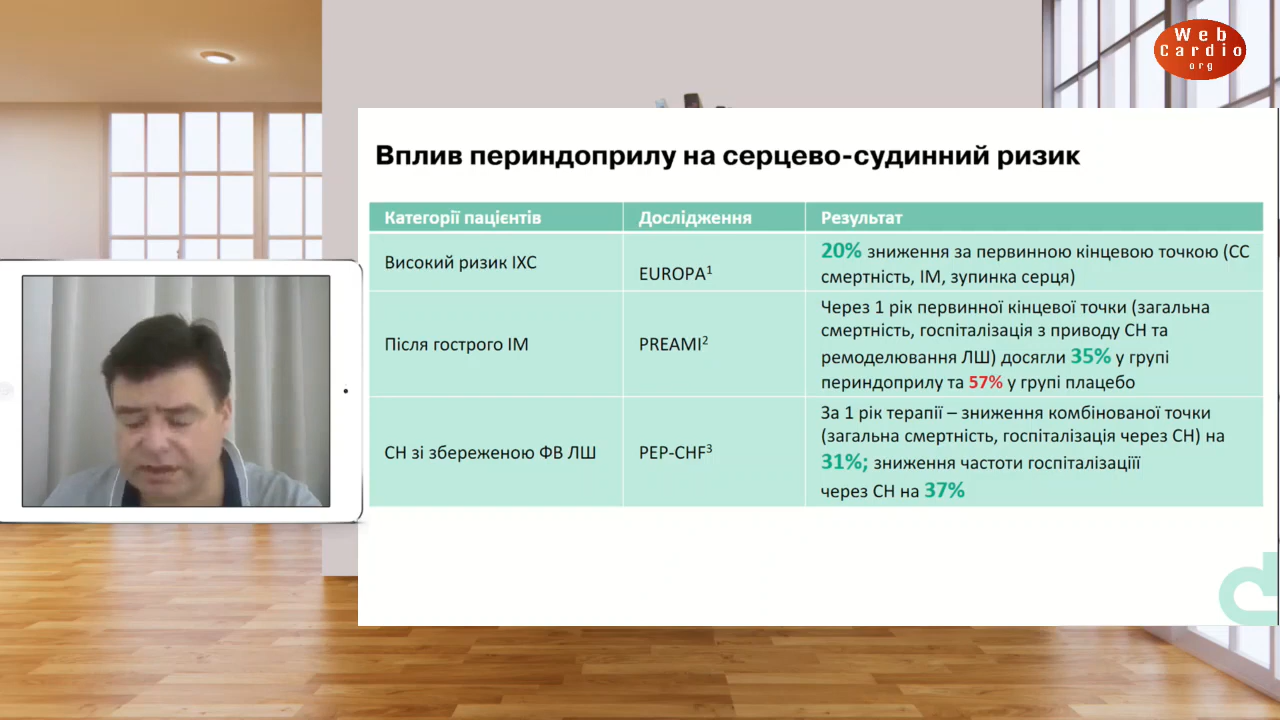 Web
Cardio
org
Вплив периндоприлу на серцево-судинний ризик
Категорії пацієнтів
Дослідження
Результат
Високий ризик ІХС
EUROPA¹
20% зниження за первинною кінцевою точкою (СС
смертність, ІМ, зупинка серця)
Після гострого ІМ
PREAMI²
Через 1 рік первинної кінцевої точки (загальна
смертність, госпіталізація з приводу СН та
ремоделювання ЛШ) досягли 35% у групі
периндоприлу та 57% у групі плацебо
СН зі збереженою ФВ ЛШ
PEP-CHF³
За 1 рік терапії – зниження комбінованої точки
(загальна смертність, госпіталізація через СН) на
31%; зниження частоти госпіталізаціїї
через СН на 37%